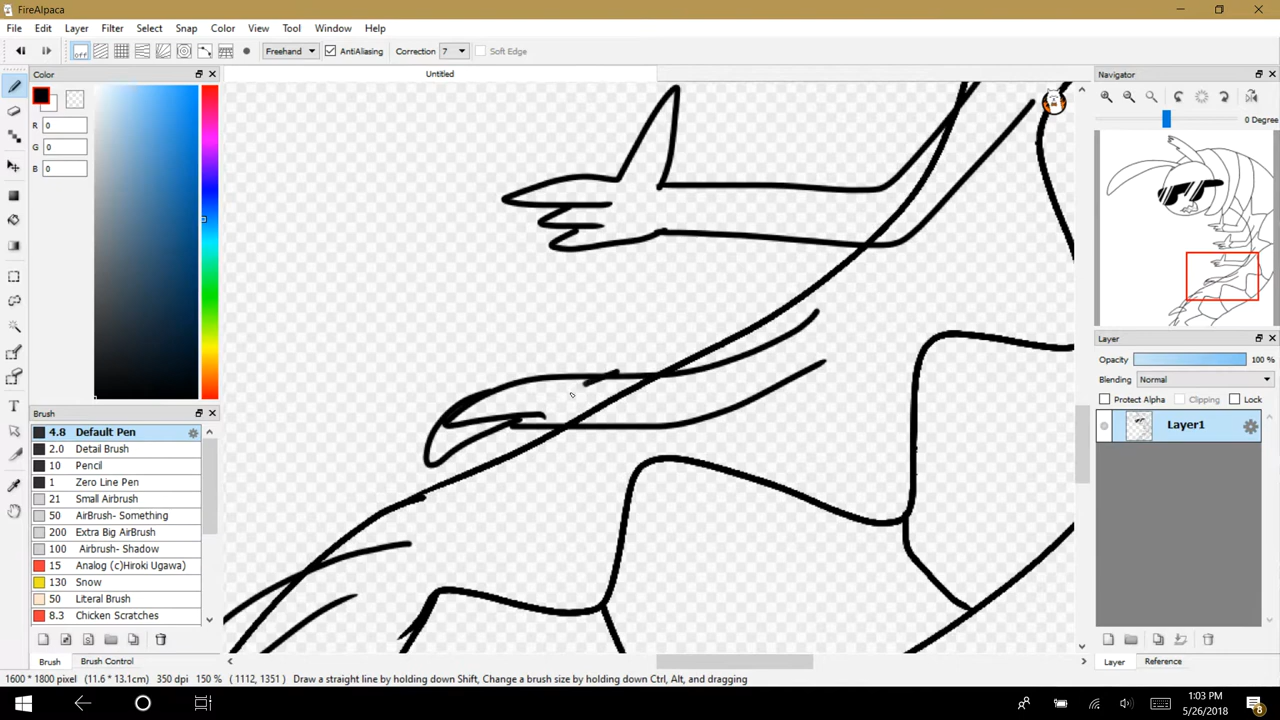 FireAlpaca
File Edit Layer Filter Select Snap Color View Tool Window Help
off Freehand AntiAliasing Correction 7 Soft Edge
Color Untitled Navigator
0 Degree
R 0
G 0
B 0
Layer
Opacity 100 %
Blending Normal
Protect Alpha Clipping Lock
Layer1
Brush
4.8 Default Pen
2.0 Detail Brush
10 Pencil
1 Zero Line Pen
21 Small Airbrush
50 AirBrush- Something
200 Extra Big AirBrush
100 Airbrush- Shadow
15 Analog (c)Hiroki Ugawa)
130 Snow
50 Literal Brush
8.3 Chicken Scratches
Brush Brush Control Layer Reference
1600 * 1800 pixel (11.6 * 13.1cm) 350 dpi 150 % ( 1112, 1351 ) Draw a straight line by holding down Shift, Change a brush size by holding down Ctrl, Alt, and dragging
1:03 PM
5/26/2018
8